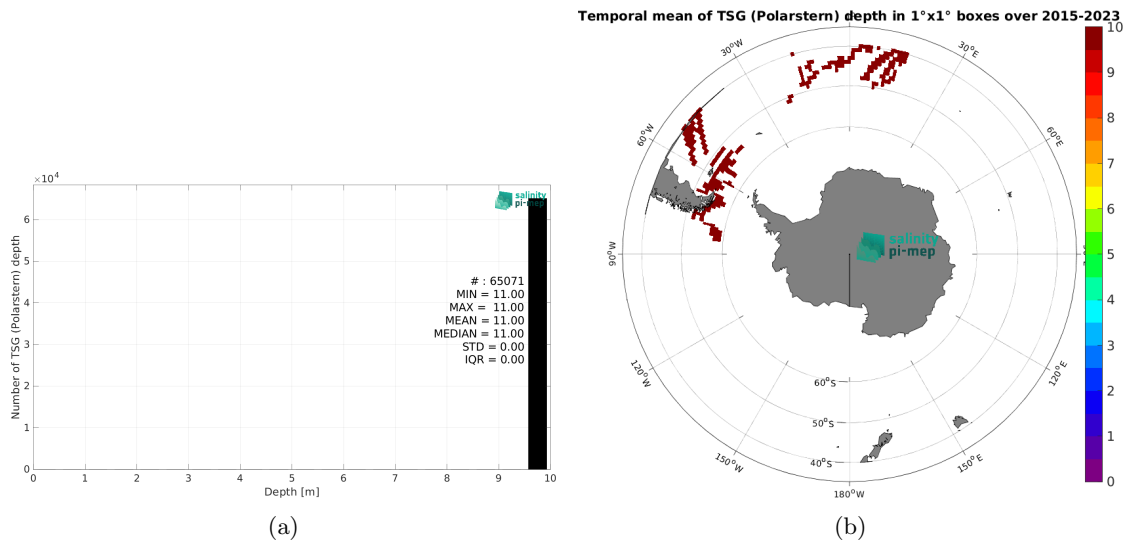 Temporal mean of TSG (Polarstern) depth in 1°x1° boxes over 2015-2023
×10⁴
Number of TSG (Polarstern) depth
0
1
2
3
4
5
6
salinity
pi-mep
# : 65071
MIN = 11.00
MAX = 11.00
MEAN = 11.00
MEDIAN = 11.00
STD = 0.00
IQR = 0.00
0 1 2 3 4 5 6 7 8 9 10
Depth [m]
(a)
30°W
30°E
60°W
60°E
90°W
120°W
120°E
150°W
150°E
180°W
60°S
50°S
40°S
salinity
pi-mep
10
9
8
7
6
5
4
3
2
1
0
(b)